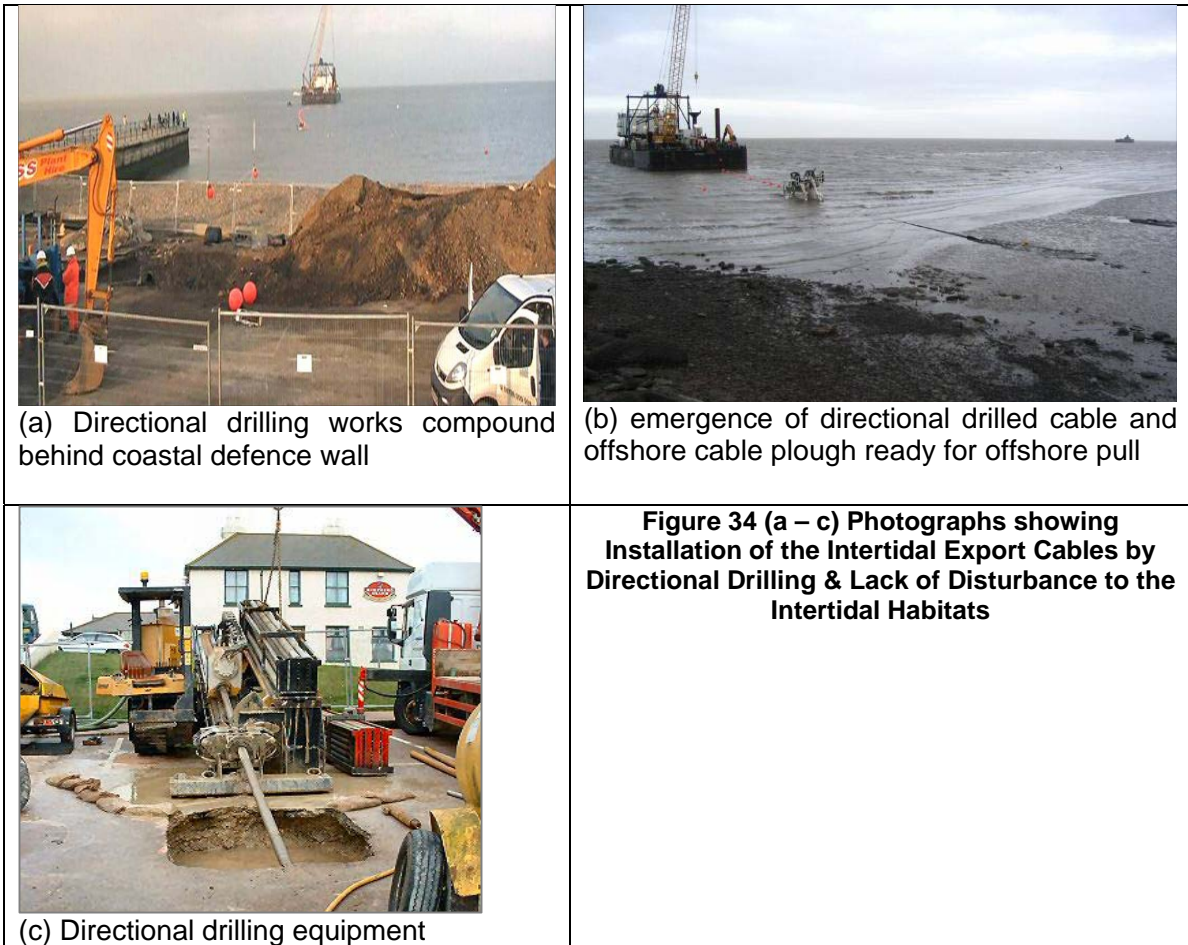 SS Plant
Hire
(a) Directional drilling works compound
behind coastal defence wall
(b) emergence of directional drilled cable and
offshore cable plough ready for offshore pull
Figure 34 (a – c) Photographs showing
Installation of the Intertidal Export Cables by
Directional Drilling & Lack of Disturbance to the
Intertidal Habitats
(c) Directional drilling equipment